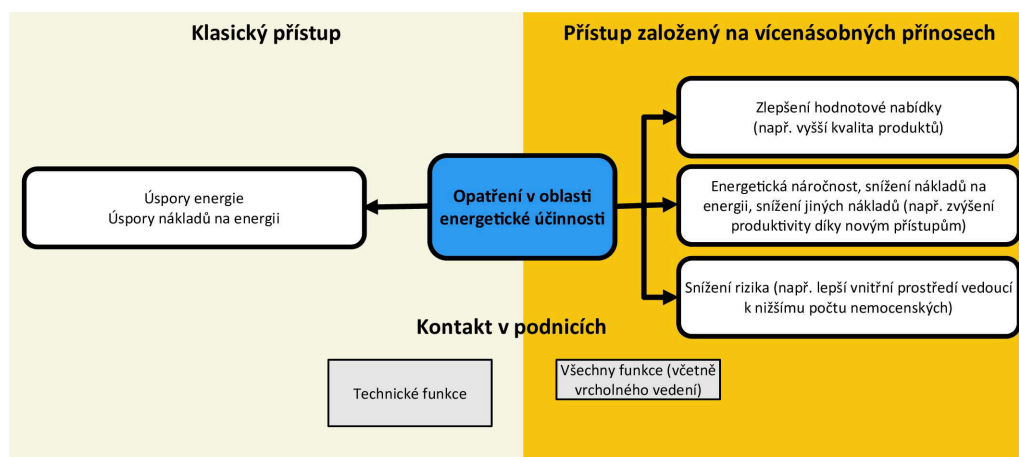 Klasický přístup
Přístup založený na vícenásobných přínosech
Úspory energie
Úspory nákladů na energii
Opatření v oblasti
energetické účinnosti
Zlepšení hodnotové nabídky
(např. vyšší kvalita produktů)
Energetická náročnost, snížení nákladů na
energii, snížení jiných nákladů (např. zvýšení
produktivity díky novým přístupům)
Snížení rizika (např. lepší vnitřní prostředí vedoucí
k nižšímu počtu nemocenských)
Kontakt v podnicích
Technické funkce
Všechny funkce (včetně
vrcholného vedení)